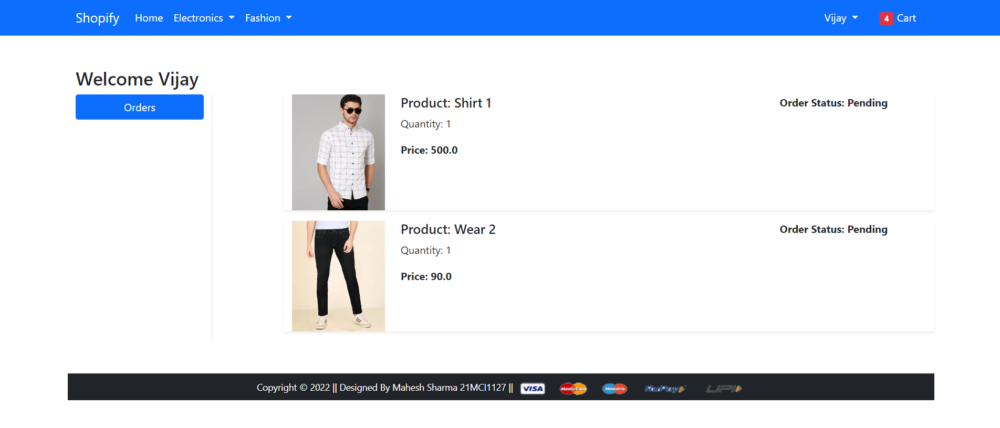 Shopify Home Electronics Fashion Vijay 4 Cart
Welcome Vijay
Orders
Product: Shirt 1
Order Status: Pending
Quantity: 1
Price: 500.0
Product: Wear 2
Order Status: Pending
Quantity: 1
Price: 90.0
Copyright © 2022 || Designed By Mahesh Sharma 21MCI1127 || VISA MasterCard Maestro RuPay UPI